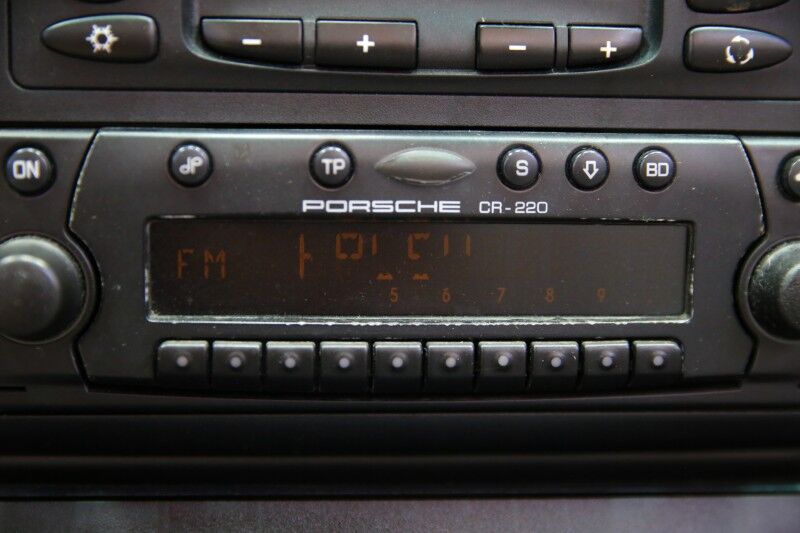 - + - +
ON TP S BD
PORSCHE CR-220
FM
5 6 7 8 9